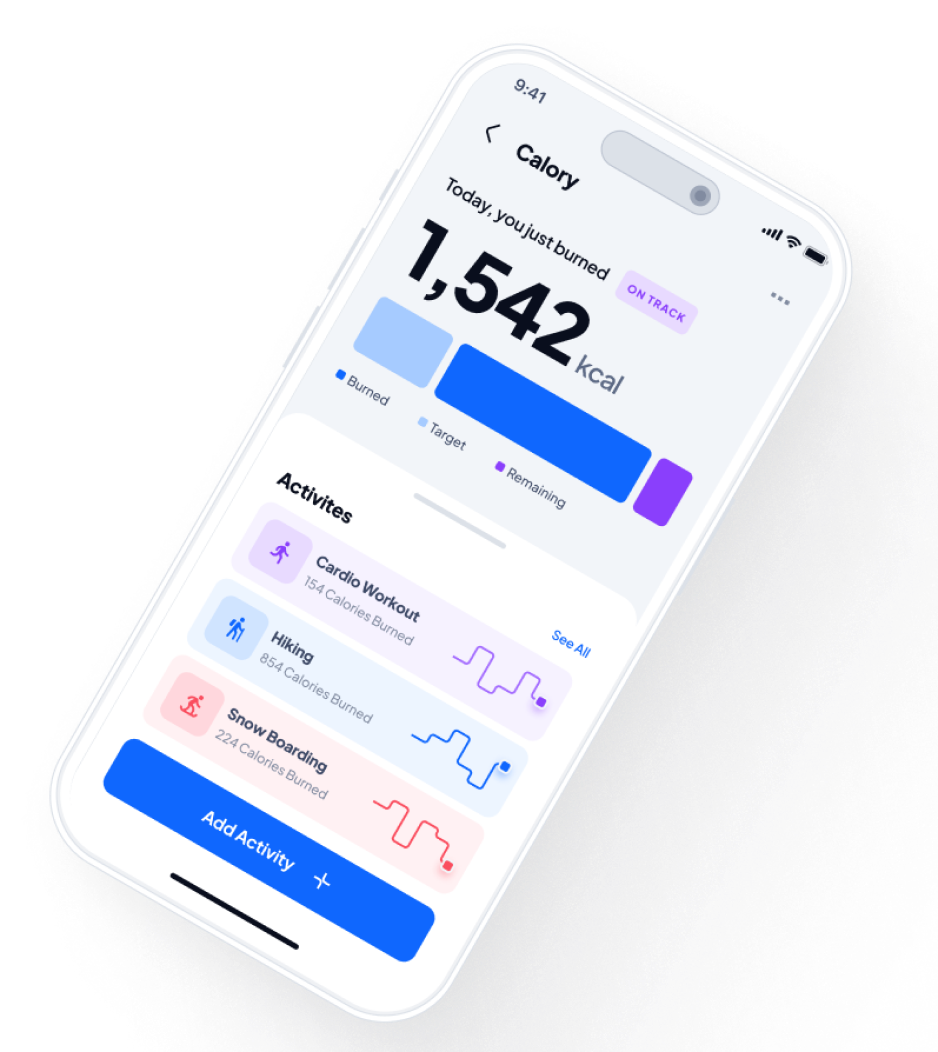 9:41
Calory
Today, you just burned
ON TRACK
1,542 kcal
Burned
Target
Remaining
Activites
See All
Cardio Workout
154 Calories Burned
Hiking
854 Calories Burned
Snow Boarding
224 Calories Burned
Add Activity